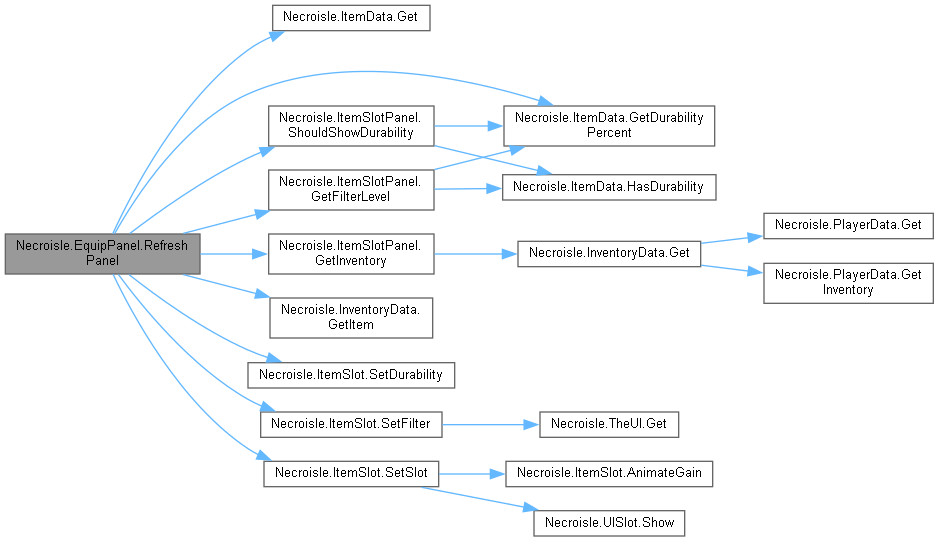 Necroisle.ItemData.Get
Necroisle.ItemSlotPanel.
ShouldShowDurability
Necroisle.ItemData.GetDurability
Percent
Necroisle.ItemSlotPanel.
GetFilterLevel
Necroisle.ItemData.HasDurability
Necroisle.EquipPanel.Refresh
Panel
Necroisle.ItemSlotPanel.
GetInventory
Necroisle.InventoryData.Get
Necroisle.PlayerData.Get
Necroisle.PlayerData.Get
Inventory
Necroisle.InventoryData.
GetItem
Necroisle.ItemSlot.SetDurability
Necroisle.ItemSlot.SetFilter
Necroisle.TheUI.Get
Necroisle.ItemSlot.SetSlot
Necroisle.ItemSlot.AnimateGain
Necroisle.UISlot.Show